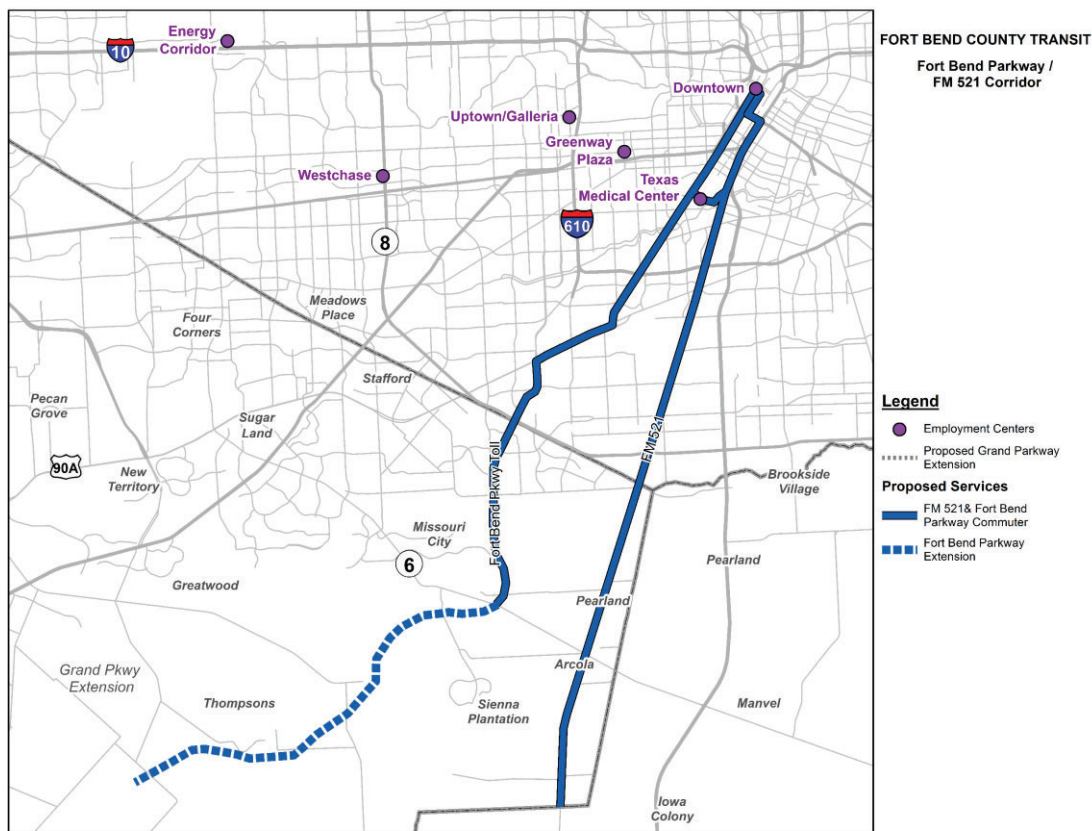 FORT BEND COUNTY TRANSIT
Fort Bend Parkway /
FM 521 Corridor
Energy
Corridor
10
Downtown
Uptown/Galleria
Greenway
Plaza
Westchase
Texas
Medical Center
610
8
Meadows
Place
Four
Corners
Stafford
Pecan
Grove
Sugar
Land
90A
New
Territory
Fort Bend Pkwy Toll
FM 521
Brookside
Village
Missouri
City
6
Greatwood
Pearland
Pearland
Grand Pkwy
Extension
Arcola
Thompsons
Sienna
Plantation
Manvel
Iowa
Colony
Legend
Employment Centers
Proposed Grand Parkway
Extension
Proposed Services
FM 521& Fort Bend
Parkway Commuter
Fort Bend Parkway
Extension